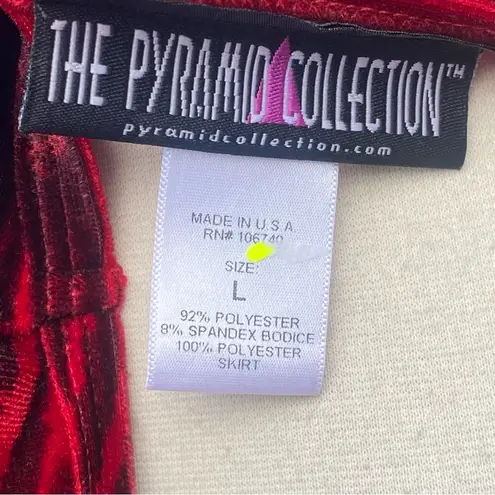 THE PYRAMID COLLECTION™
pyramidcollection.com
MADE IN U.S.A
RN# 106740
SIZE:
L
92% POLYESTER
8% SPANDEX BODICE
100% POLYESTER
SKIRT